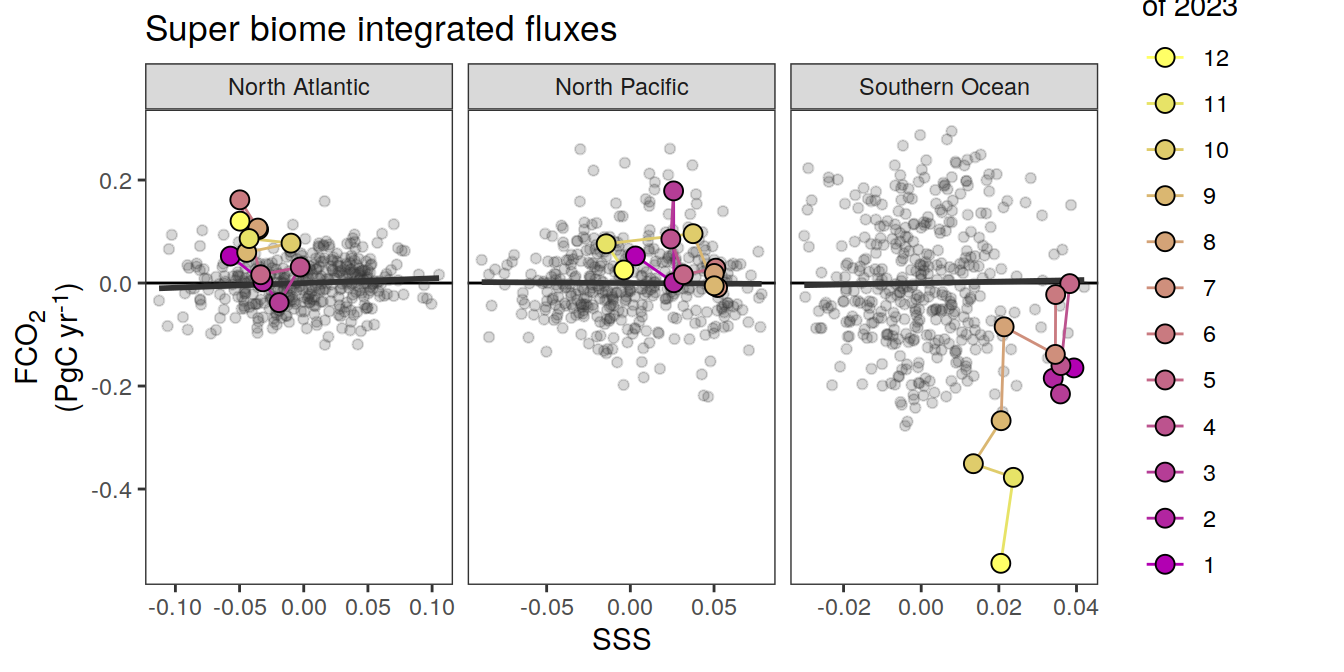 Super biome integrated fluxes
of 2023
North Atlantic
North Pacific
Southern Ocean
0.2
0.0
-0.2
-0.4
FCO2
(PgC yr-1)
-0.10 -0.05 0.00 0.05 0.10
-0.05 0.00 0.05
-0.02 0.00 0.02 0.04
SSS
12
11
10
9
8
7
6
5
4
3
2
1